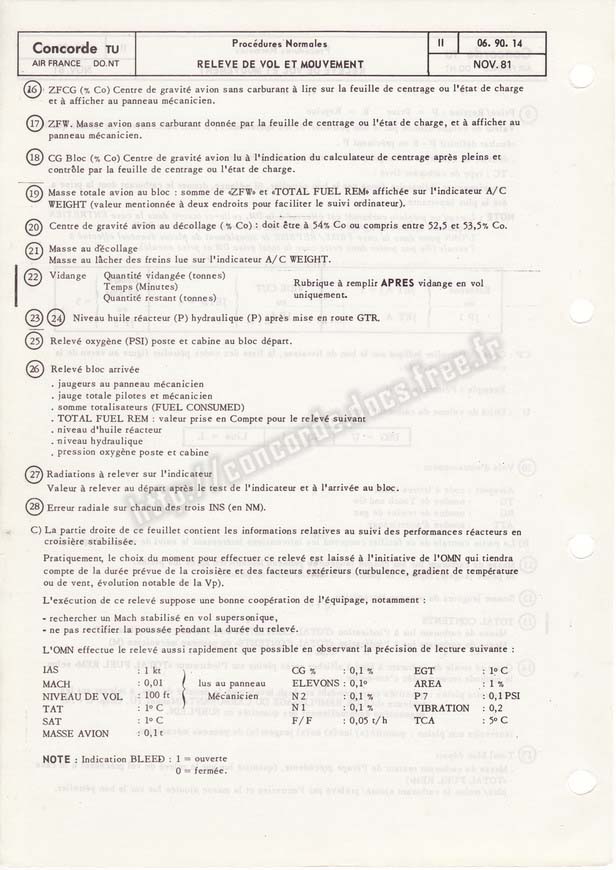 Concorde TU
AIR FRANCE DO.NT
Procédures Normales
RELEVE DE VOL ET MOUVEMENT
II
06. 90. 14
NOV. 81
16 ZFCG (% Co) Centre de gravité avion sans carburant à lire sur la feuille de centrage ou l'état de charge
et à afficher au panneau mécanicien.
17 ZFW. Masse avion sans carburant donnée par la feuille de centrage ou l'état de charge, et à afficher au
panneau mécanicien.
18 CG Bloc (% Co) Centre de gravité avion lu à l'indication du calculateur de centrage après pleins et
contrôle par la feuille de centrage ou l'état de charge.
19 Masse totale avion au bloc : somme de «ZFW» et «TOTAL FUEL REM» affichée sur l'indicateur A/C
WEIGHT (valeur mentionnée à deux endroits pour faciliter le suivi ordinateur).
20 Centre de gravité avion au décollage (% Co) : doit être à 54% Co ou compris entre 52,5 et 53,5% Co.
21 Masse au décollage
Masse au lâcher des freins lue sur l'indicateur A/C WEIGHT.
22 Vidange Quantité vidangée (tonnes)
Temps (Minutes)
Quantité restant (tonnes)
Rubrique à remplir APRES vidange en vol
uniquement.
23 24 Niveau huile réacteur (P) hydraulique (P) après mise en route GTR.
25 Relevé oxygène (PSI) poste et cabine au bloc départ.
26 Relevé bloc arrivée
. jaugeurs au panneau mécanicien
. jauge totale pilotes et mécanicien
. somme totalisateurs (FUEL CONSUMED)
. TOTAL FUEL REM : valeur prise en Compte pour le relevé suivant
. niveau d'huile réacteur
. niveau hydraulique
. pression oxygène poste et cabine
27 Radiations à relever sur l'indicateur
Valeur à relever au départ après le test de l'indicateur et à l'arrivée au bloc.
28 Erreur radiale sur chacun des trois INS (en NM).
C) La partie droite de ce feuillet contient les informations relatives au suivi des performances réacteurs en
croisière stabilisée.
Pratiquement, le choix du moment pour effectuer ce relevé est laissé à l'initiative de l'OMN qui tiendra
compte de la durée prévue de la croisière et des facteurs extérieurs (turbulence, gradient de température
ou de vent, évolution notable de la Vp).
L'exécution de ce relevé suppose une bonne coopération de l'équipage, notamment :
- rechercher un Mach stabilisé en vol supersonique,
- ne pas rectifier la poussée pendant la durée du relevé.
L'OMN effectue le relevé aussi rapidement que possible en observant la précision de lecture suivante :
IAS : 1 kt CG % : 0,1 % EGT : 1° C
MACH : 0,01 lus au panneau ELEVONS : 0,1° AREA : 1 %
NIVEAU DE VOL : 100 ft Mécanicien N 2 : 0,1 % P 7 : 0,1 PSI
TAT : 1° C N 1 : 0,1 % VIBRATION : 0,2
SAT : 1° C F/F : 0,05 t/h TCA : 5° C
MASSE AVION : 0,1 t
NOTE : Indication BLEED : 1 = ouverte
0 = fermée.
http://concorde.docs.free.fr